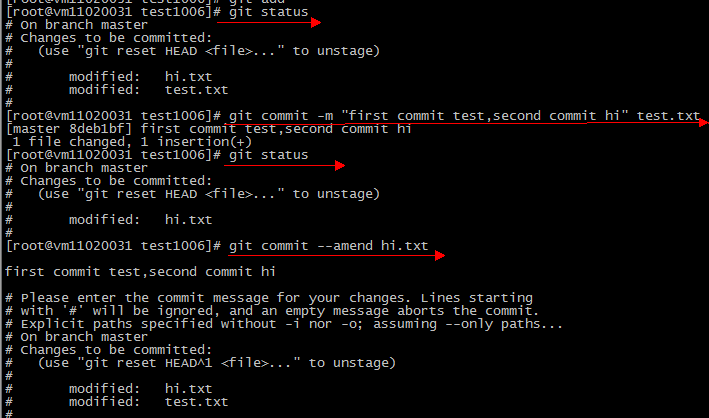 [root@vm11020031 test1006]# git add
[root@vm11020031 test1006]# git status
# On branch master
# Changes to be committed:
#   (use "git reset HEAD <file>..." to unstage)
#
#       modified:   hi.txt
#       modified:   test.txt
#
[root@vm11020031 test1006]# git commit -m "first commit test,second commit hi" test.txt
[master 8deb1bf] first commit test,second commit hi
 1 file changed, 1 insertion(+)
[root@vm11020031 test1006]# git status
# On branch master
# Changes to be committed:
#   (use "git reset HEAD <file>..." to unstage)
#
#       modified:   hi.txt
#
[root@vm11020031 test1006]# git commit --amend hi.txt
first commit test,second commit hi
# Please enter the commit message for your changes. Lines starting
# with '#' will be ignored, and an empty message aborts the commit.
# Explicit paths specified without -i nor -o; assuming --only paths...
# On branch master
# Changes to be committed:
#   (use "git reset HEAD^1 <file>..." to unstage)
#
#       modified:   hi.txt
#       modified:   test.txt
#